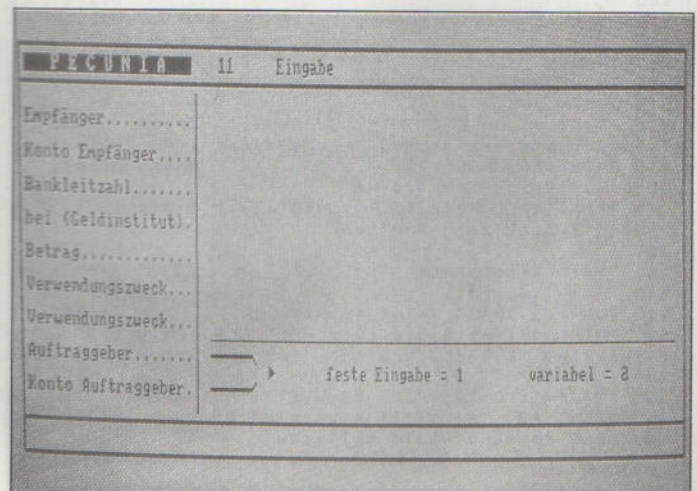 PECUNIA 11 Eingabe
Empfänger..........
Konto Empfänger....
Bankleitzahl.......
bei (Geldinstitut).
Betrag.............
Verwendungszweck...
Verwendungszweck...
Auftraggeber.......
feste Eingabe = 1 variabel = 2
Konto Auftraggeber.